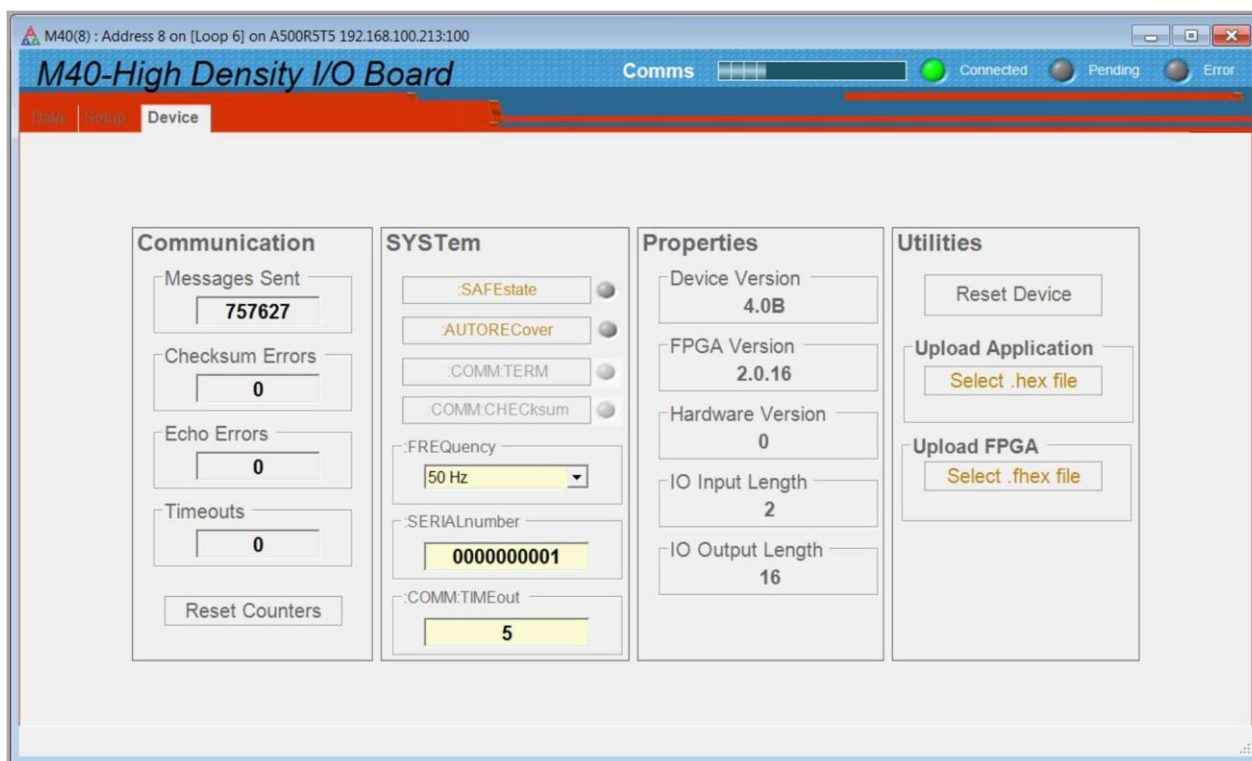 M40(8) : Address 8 on [Loop 6] on A500R5T5 192.168.100.213:100
M40-High Density I/O Board
Comms
Connected
Pending
Error
Data
Setup
Device
Communication
Messages Sent
757627
Checksum Errors
0
Echo Errors
0
Timeouts
0
Reset Counters
SYSTem
:SAFEstate
:AUTORECover
:COMM:TERM
:COMM:CHECksum
:FREQuency
50 Hz
:SERIALnumber
0000000001
:COMM:TIMEout
5
Properties
Device Version
4.0B
FPGA Version
2.0.16
Hardware Version
0
IO Input Length
2
IO Output Length
16
Utilities
Reset Device
Upload Application
Select .hex file
Upload FPGA
Select .fhex file